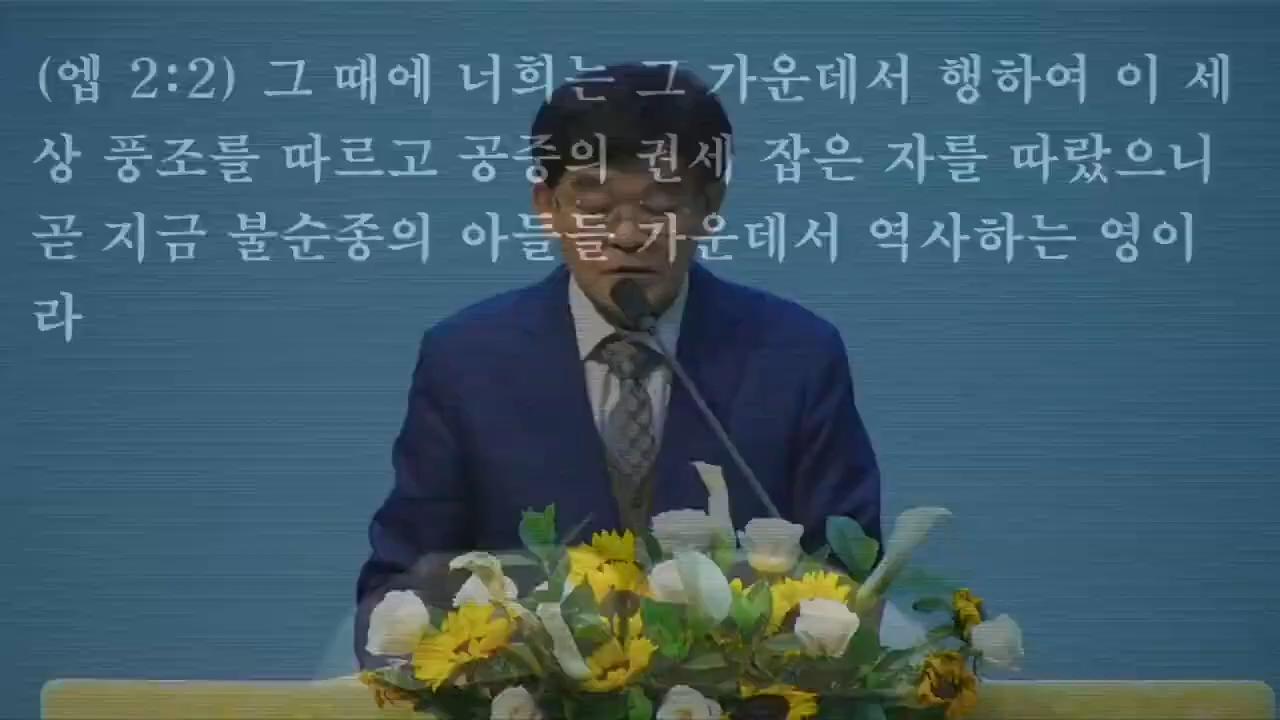 (엡 2:2) 그 때에 너희는 그 가운데서 행하여 이 세
상 풍조를 따르고 공중의 권세 잡은 자를 따랐으니
곧 지금 불순종의 아들들 가운데서 역사하는 영이
라